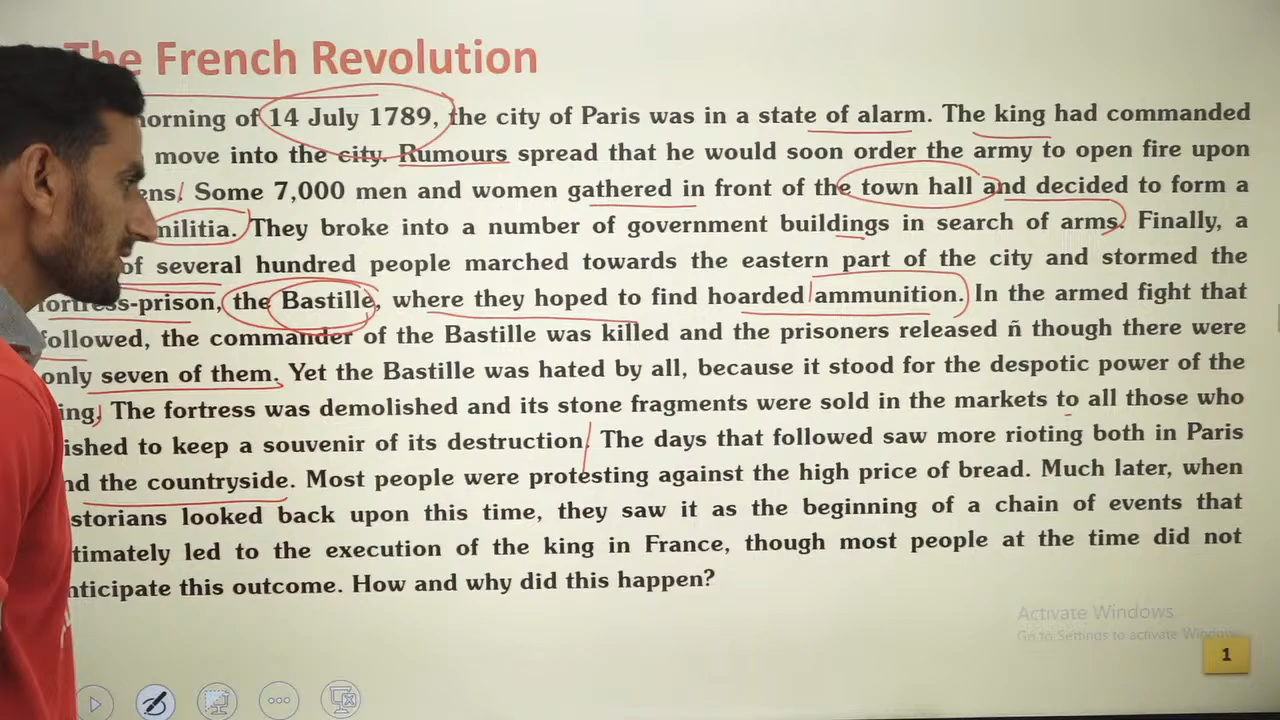 The French Revolution
morning of 14 July 1789, the city of Paris was in a state of alarm. The king had commanded
move into the city. Rumours spread that he would soon order the army to open fire upon
ens. Some 7,000 men and women gathered in front of the town hall and decided to form a
militia. They broke into a number of government buildings in search of arms. Finally, a
of several hundred people marched towards the eastern part of the city and stormed the
fortress-prison, the Bastille, where they hoped to find hoarded ammunition. In the armed fight that
followed, the commander of the Bastille was killed and the prisoners released ñ though there were
only seven of them. Yet the Bastille was hated by all, because it stood for the despotic power of the
ing. The fortress was demolished and its stone fragments were sold in the markets to all those who
ished to keep a souvenir of its destruction. The days that followed saw more rioting both in Paris
nd the countryside. Most people were protesting against the high price of bread. Much later, when
storians looked back upon this time, they saw it as the beginning of a chain of events that
timately led to the execution of the king in France, though most people at the time did not
nticipate this outcome. How and why did this happen?
Activate Windows
Go to Settings to activate Windows.
1